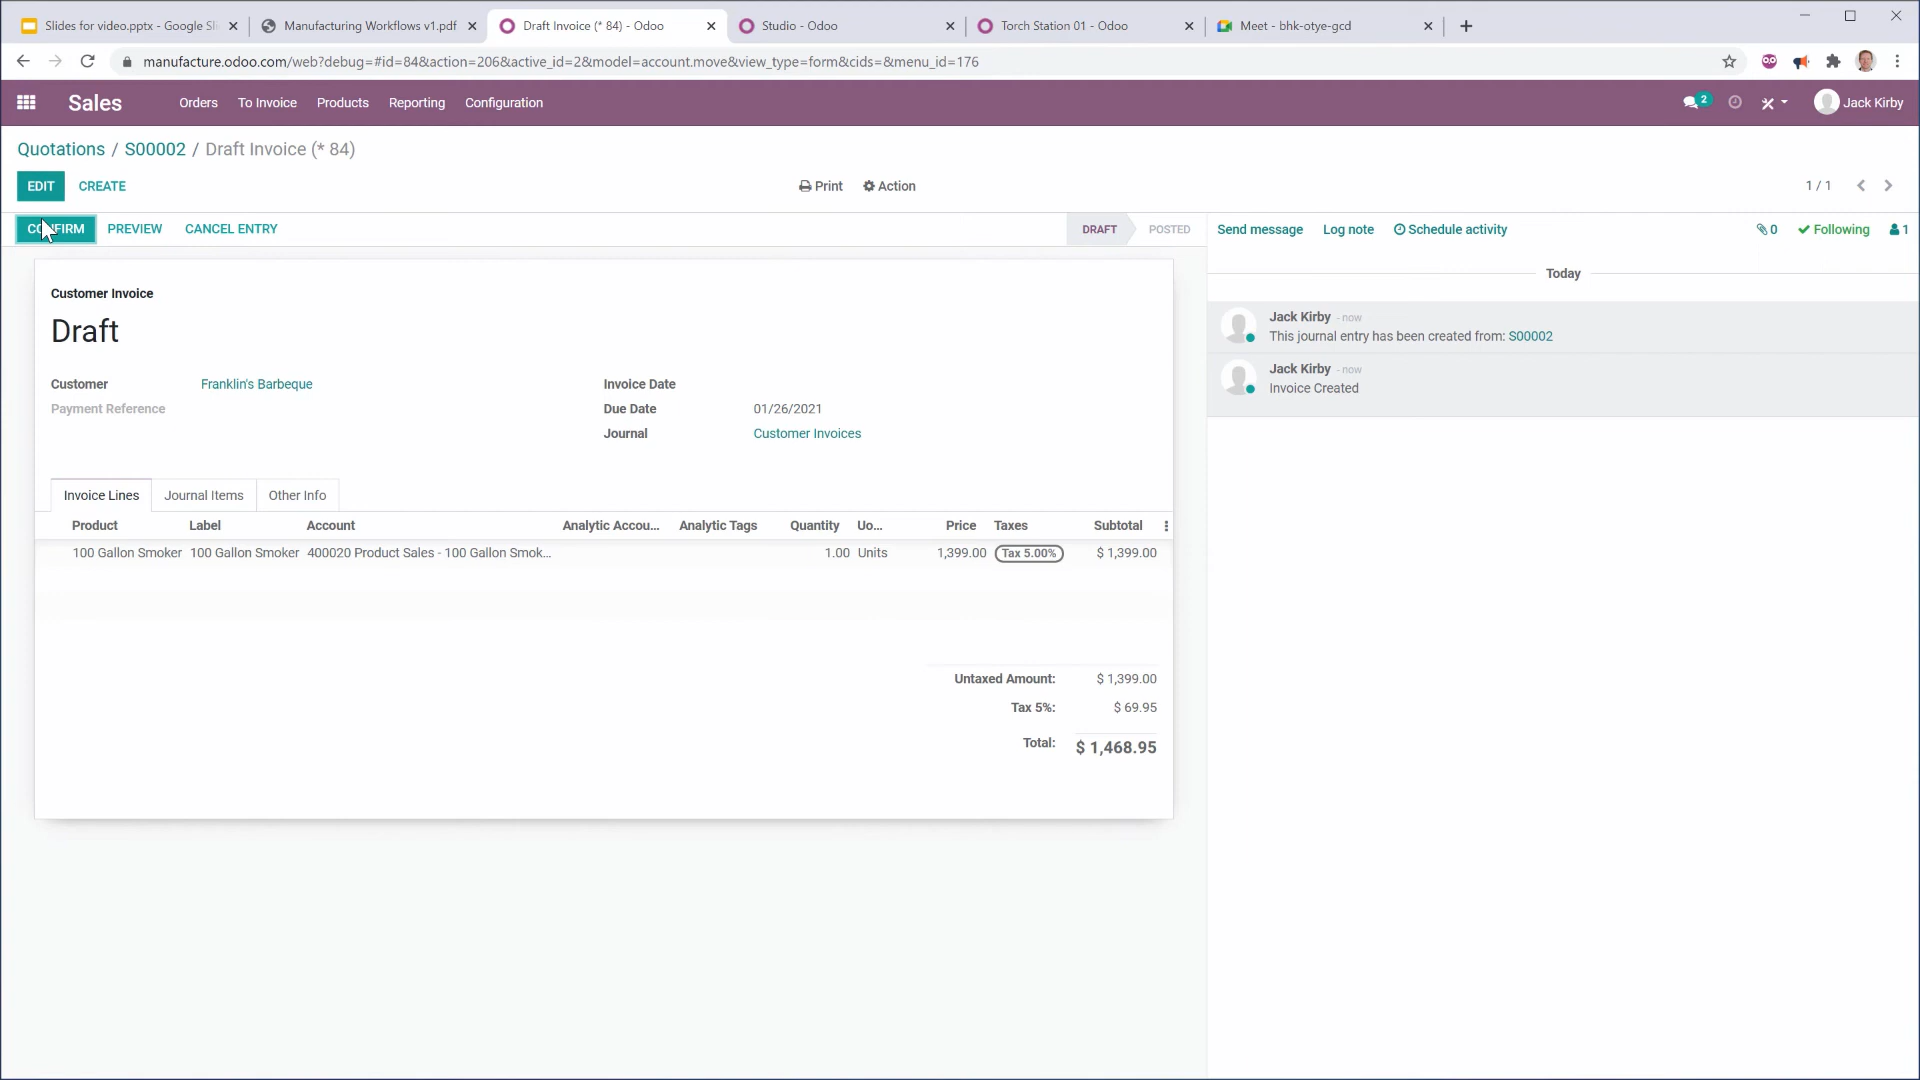 Slides for video.pptx - Google Sli
Manufacturing Workflows v1.pdf
Draft Invoice (* 84) - Odoo
Studio - Odoo
Torch Station 01 - Odoo
Meet - bhk-otye-gcd
manufacture.odoo.com/web?debug=#id=84&action=206&active_id=2&model=account.move&view_type=form&cids=&menu_id=176
Sales Orders To Invoice Products Reporting Configuration 2 Jack Kirby
Quotations / S00002 / Draft Invoice (* 84)
EDIT CREATE Print Action 1 / 1
CONFIRM PREVIEW CANCEL ENTRY DRAFT POSTED Send message Log note Schedule activity 0 Following 1
Today
Jack Kirby - now
This journal entry has been created from: S00002
Jack Kirby - now
Invoice Created
Customer Invoice
Draft
Customer Franklin's Barbeque
Payment Reference
Invoice Date
Due Date 01/26/2021
Journal Customer Invoices
Invoice Lines Journal Items Other Info
Product Label Account Analytic Accou... Analytic Tags Quantity Uo... Price Taxes Subtotal
100 Gallon Smoker 100 Gallon Smoker 400020 Product Sales - 100 Gallon Smok... 1.00 Units 1,399.00 Tax 5.00% $ 1,399.00
Untaxed Amount: $ 1,399.00
Tax 5%: $ 69.95
Total: $ 1,468.95